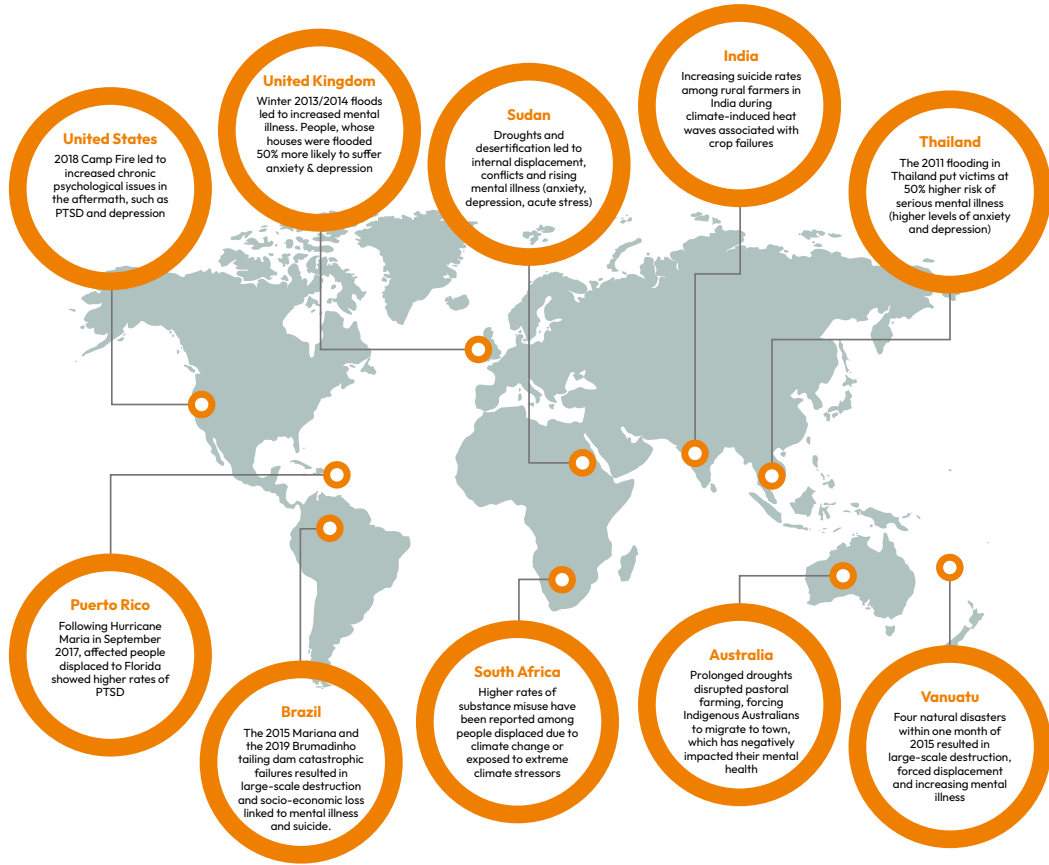 United States
2018 Camp Fire led to
increased chronic
psychological issues in
the aftermath, such as
PTSD and depression
United Kingdom
Winter 2013/2014 floods
led to increased mental
illness. People, whose
houses were flooded
50% more likely to suffer
anxiety & depression
Sudan
Droughts and
desertification led to
internal displacement,
conflicts and rising
mental illness (anxiety,
depression, acute stress)
India
Increasing suicide rates
among rural farmers in
India during
climate-induced heat
waves associated with
crop failures
Thailand
The 2011 flooding in
Thailand put victims at
50% higher risk of
serious mental illness
(higher levels of anxiety
and depression)
Puerto Rico
Following Hurricane
Maria in September
2017, affected people
displaced to Florida
showed higher rates of
PTSD
Brazil
The 2015 Mariana and
the 2019 Brumadinho
tailing dam catastrophic
failures resulted in
large-scale destruction
and socio-economic loss
linked to mental illness
and suicide.
South Africa
Higher rates of
substance misuse have
been reported among
people displaced due to
climate change or
exposed to extreme
climate stressors
Australia
Prolonged droughts
disrupted pastoral
farming, forcing
Indigenous Australians
to migrate to town,
which has negatively
impacted their mental
health
Vanuatu
Four natural disasters
within one month of
2015 resulted in
large-scale destruction,
forced displacement
and increasing mental
illness